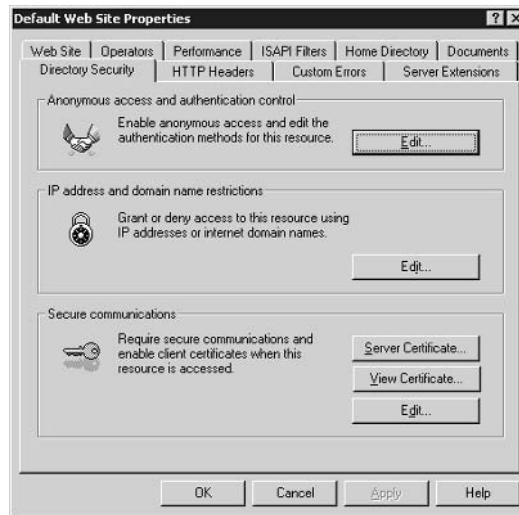 Default Web Site Properties
Web Site Operators Performance ISAPI Filters Home Directory Documents
Directory Security HTTP Headers Custom Errors Server Extensions
Anonymous access and authentication control
Enable anonymous access and edit the
authentication methods for this resource.
Edit...
IP address and domain name restrictions
Grant or deny access to this resource using
IP addresses or internet domain names.
Edit...
Secure communications
Require secure communications and
enable client certificates when this
resource is accessed.
Server Certificate...
View Certificate...
Edit...
OK Cancel Apply Help